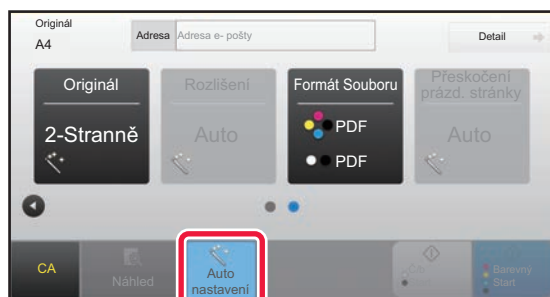 Originál
A4
Adresa
Adresa e- pošty
Detail
Originál
2-Stranně
Rozlišení
Auto
Formát Souboru
PDF
PDF
Přeskočení
prázd. stránky
Auto
CA
Náhled
Auto
nastavení
Barevný
Start